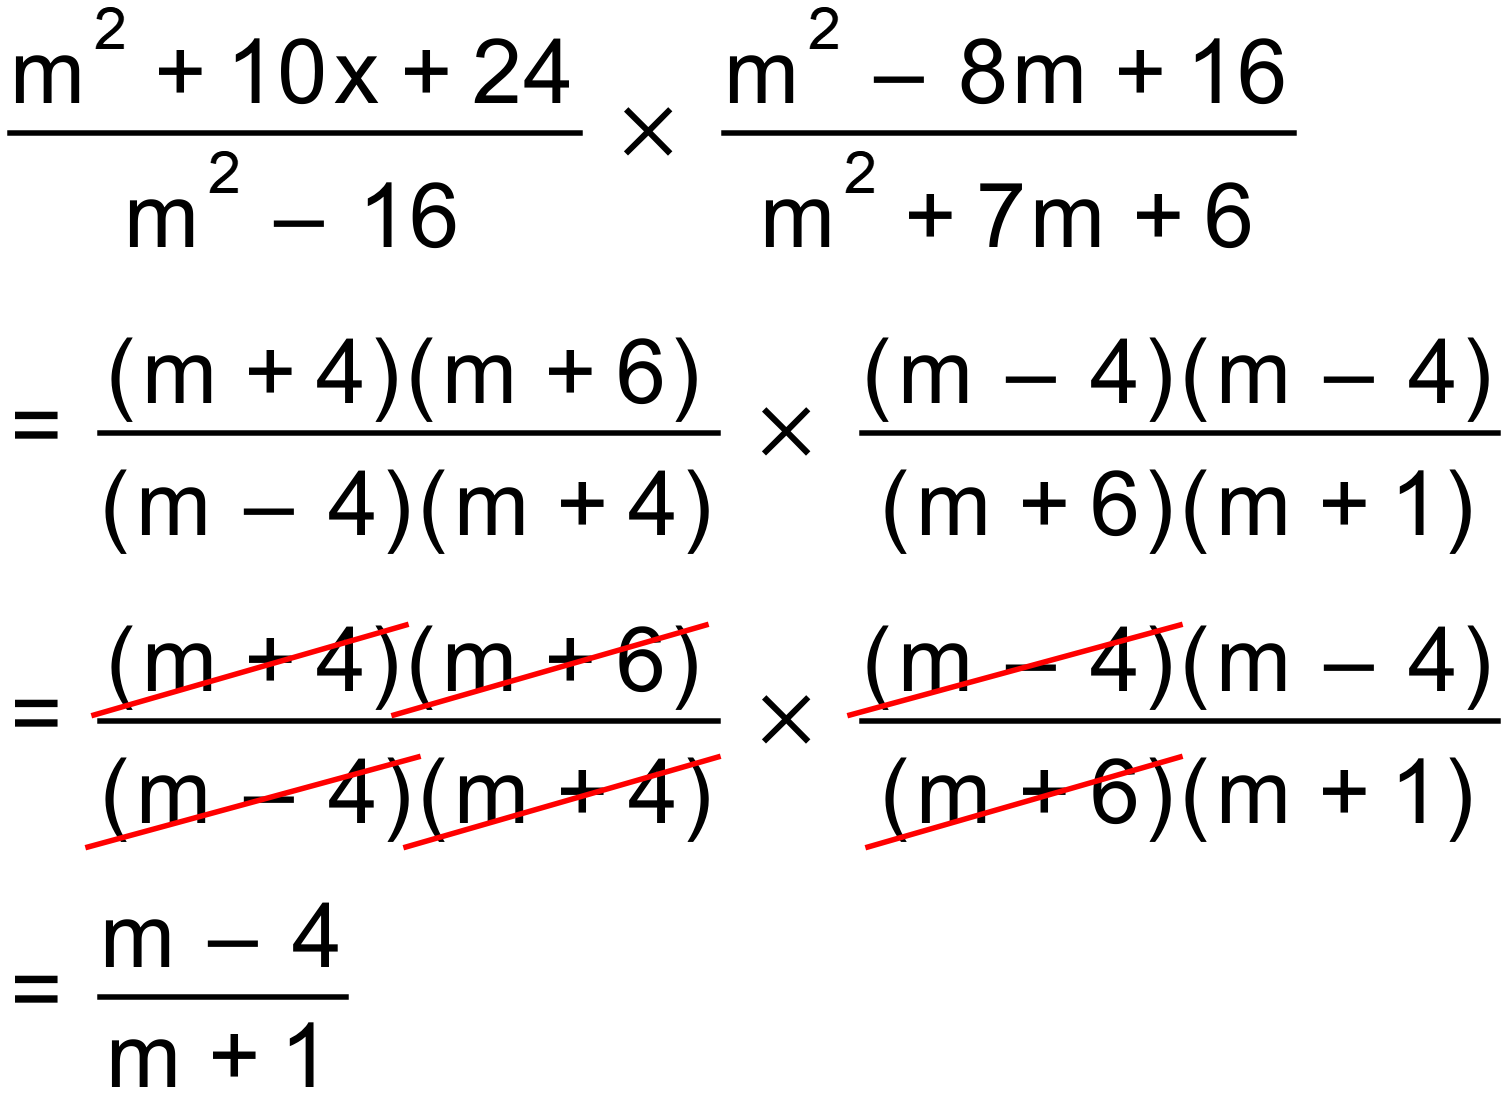 m² + 10x + 24 / m² – 16 × m² – 8m + 16 / m² + 7m + 6
= (m + 4)(m + 6) / (m – 4)(m + 4) × (m – 4)(m – 4) / (m + 6)(m + 1)
= (m + 4)(m + 6) / (m – 4)(m + 4) × (m – 4)(m – 4) / (m + 6)(m + 1)
= m – 4 / m + 1